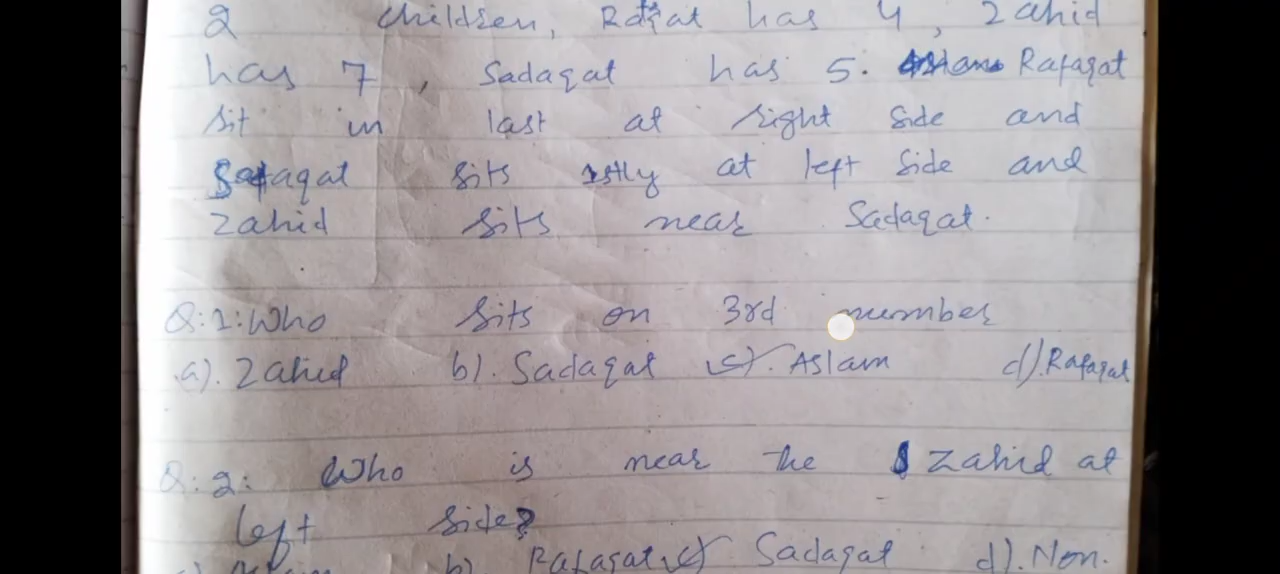 2 children, Rafqat has 4, Zahid
has 7, Sadaqat has 5. Rafaqat
sit in last at right side and
Sadaqat sits 1stly at left side and
Zahid sits near Sadaqat.
Q:1: Who sits on 3rd number
a). Zahid b). Sadaqat c). Aslam d). Rafaqat
Q:2: Who is near the Zahid at
left side?
b) Rafaqat c) Sadaqat d). Non.